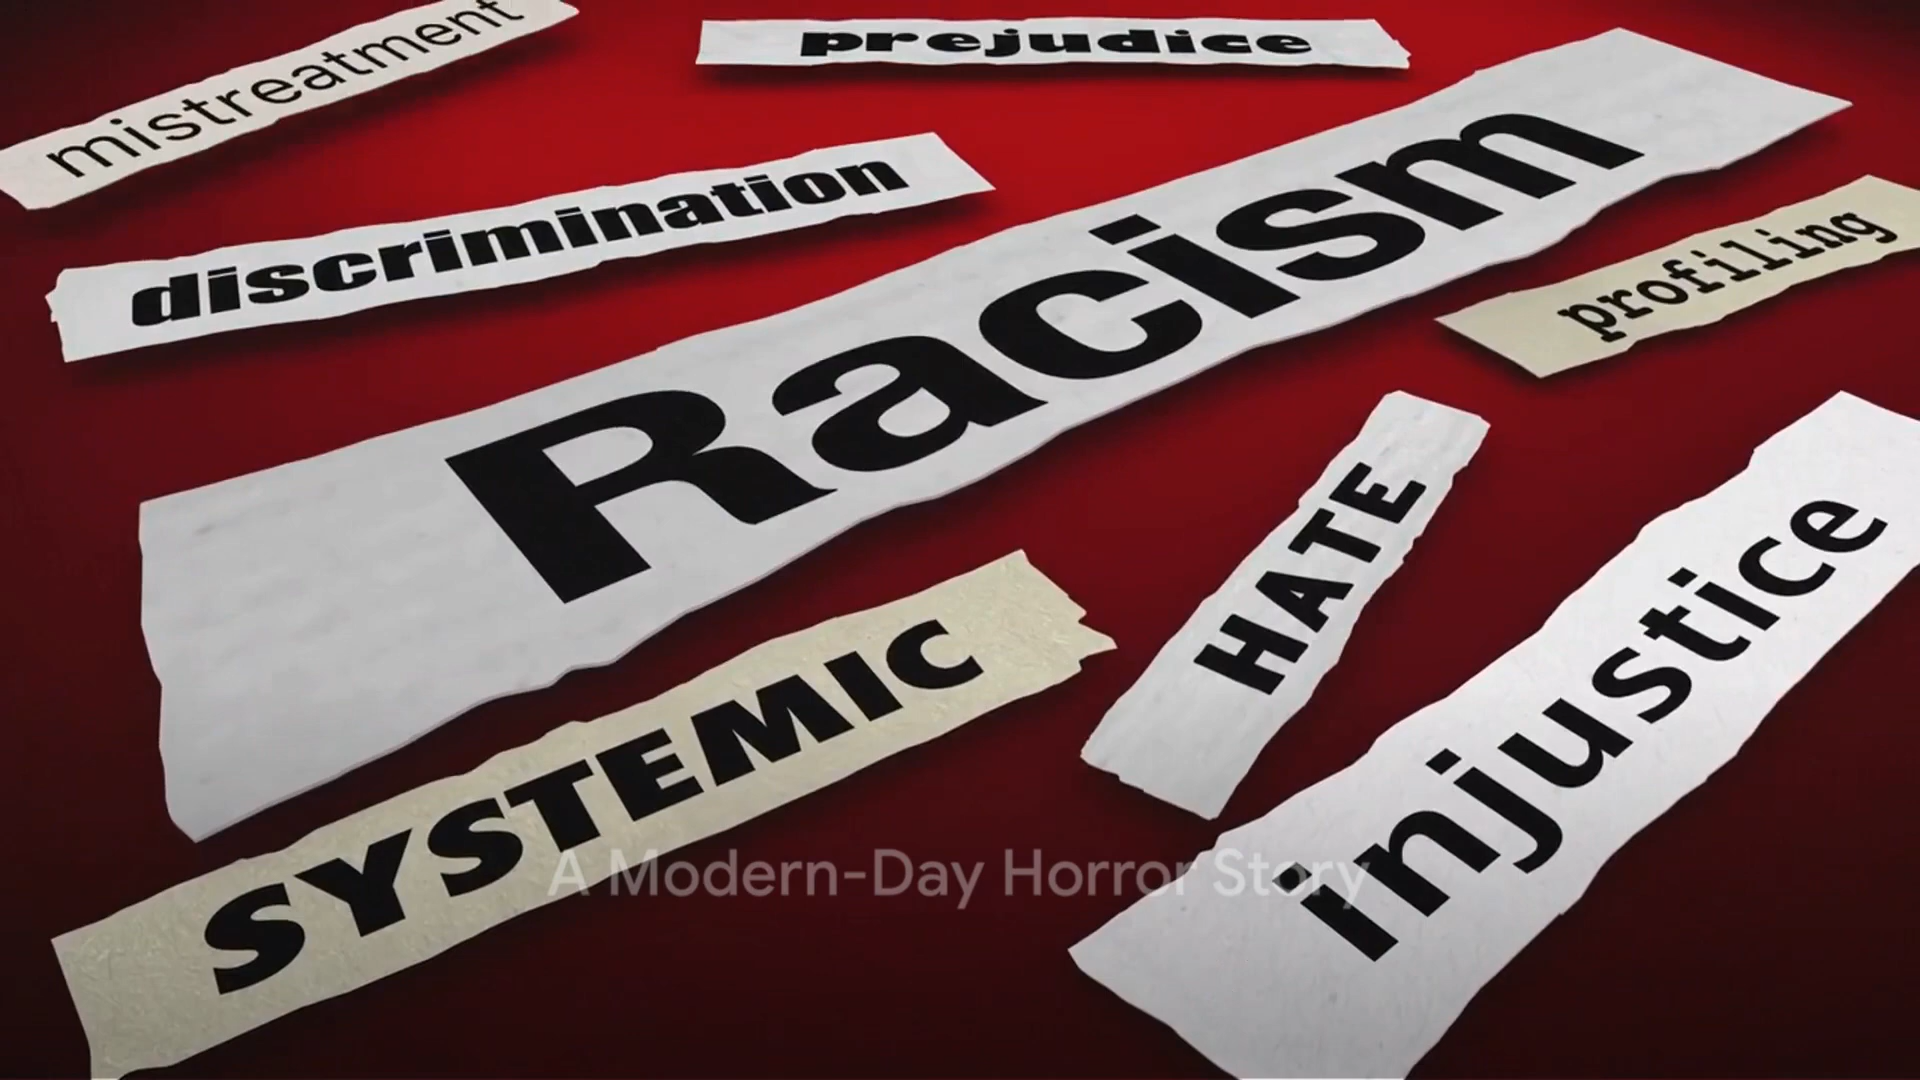 mistreatment
prejudice
discrimination
Racism
profiling
HATE
injustice
SYSTEMIC
A Modern-Day Horror Story